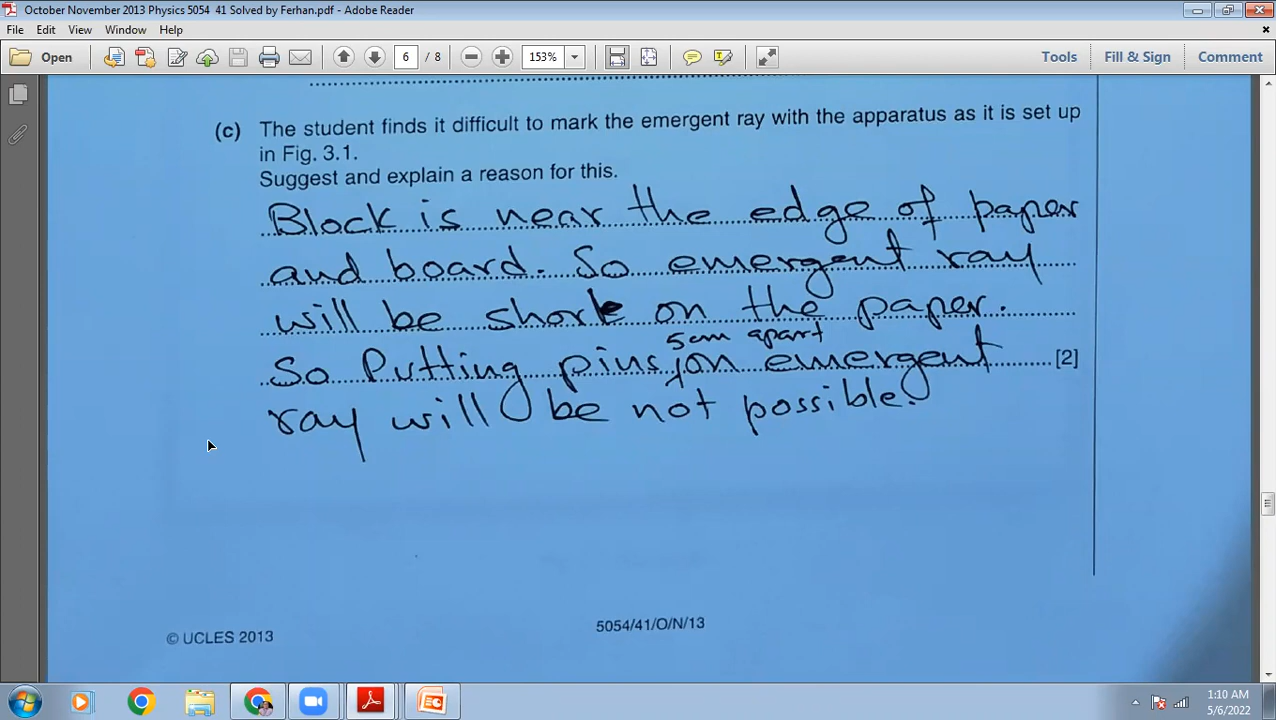 October November 2013 Physics 5054 41 Solved by Ferhan.pdf - Adobe Reader
File Edit View Window Help
Open 6 / 8 153% Tools Fill & Sign Comment
(c) The student finds it difficult to mark the emergent ray with the apparatus as it is set up
in Fig. 3.1.
Suggest and explain a reason for this.
Block is near the edge of paper
and board. So emergent ray
will be short on the paper.
5cm apart
So Putting pins on emergent [2]
ray will be not possible.
© UCLES 2013
5054/41/O/N/13
1:10 AM
5/6/2022